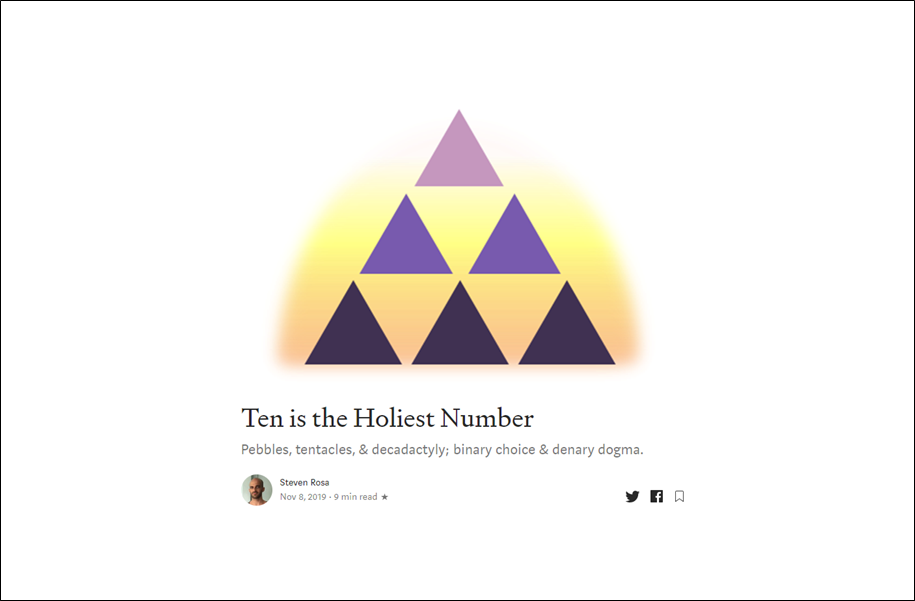 Ten is the Holiest Number
Pebbles, tentacles, & decadactyly; binary choice & denary dogma.
Steven Rosa
Nov 8, 2019 · 9 min read ★